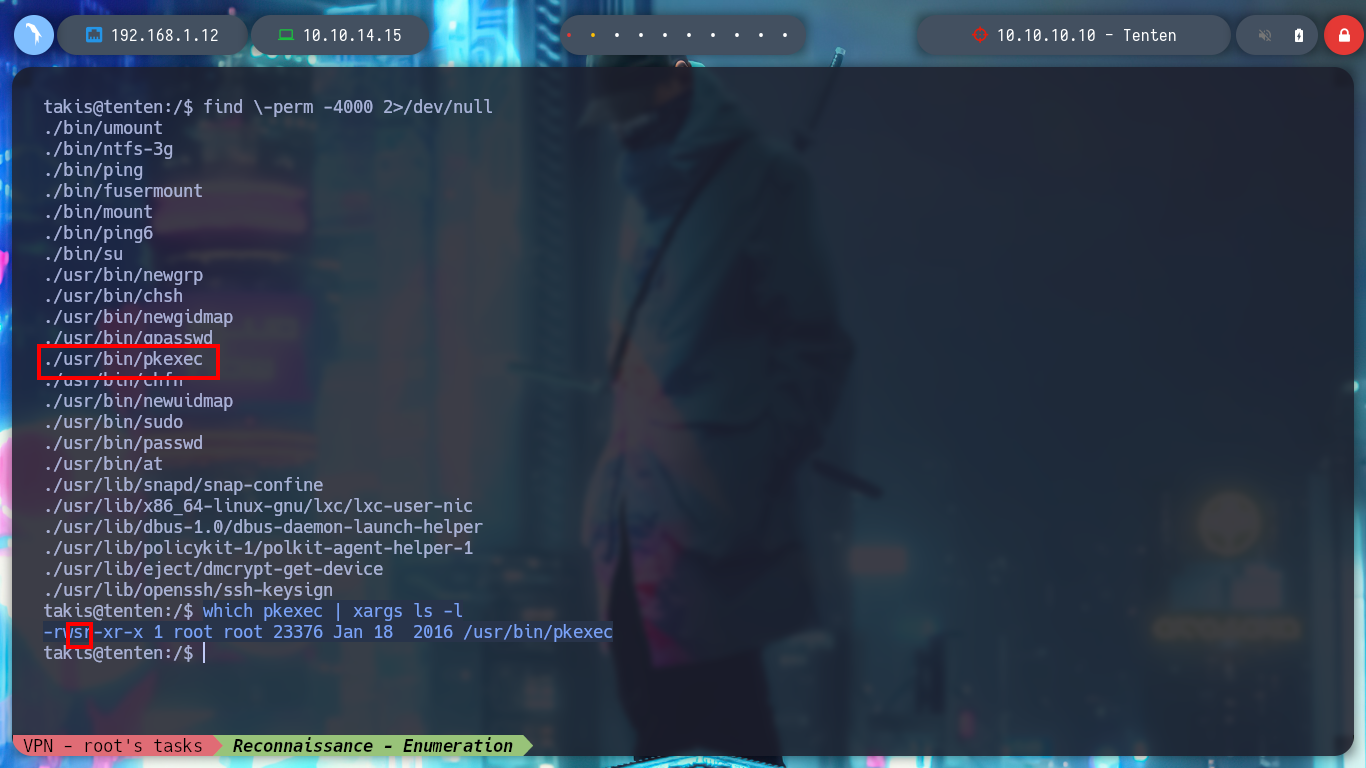 192.168.1.12
10.10.14.15
10.10.10.10 - Tenten
takis@tenten:/$ find \-perm -4000 2>/dev/null
./bin/umount
./bin/ntfs-3g
./bin/ping
./bin/fusermount
./bin/mount
./bin/ping6
./bin/su
./usr/bin/newgrp
./usr/bin/chsh
./usr/bin/newgidmap
./usr/bin/gpasswd
./usr/bin/pkexec
./usr/bin/chfn
./usr/bin/newuidmap
./usr/bin/sudo
./usr/bin/passwd
./usr/bin/at
./usr/lib/snapd/snap-confine
./usr/lib/x86_64-linux-gnu/lxc/lxc-user-nic
./usr/lib/dbus-1.0/dbus-daemon-launch-helper
./usr/lib/policykit-1/polkit-agent-helper-1
./usr/lib/eject/dmcrypt-get-device
./usr/lib/openssh/ssh-keysign
takis@tenten:/$ which pkexec | xargs ls -l
-rwsr-xr-x 1 root root 23376 Jan 18  2016 /usr/bin/pkexec
takis@tenten:/$
VPN - root's tasks
Reconnaissance - Enumeration